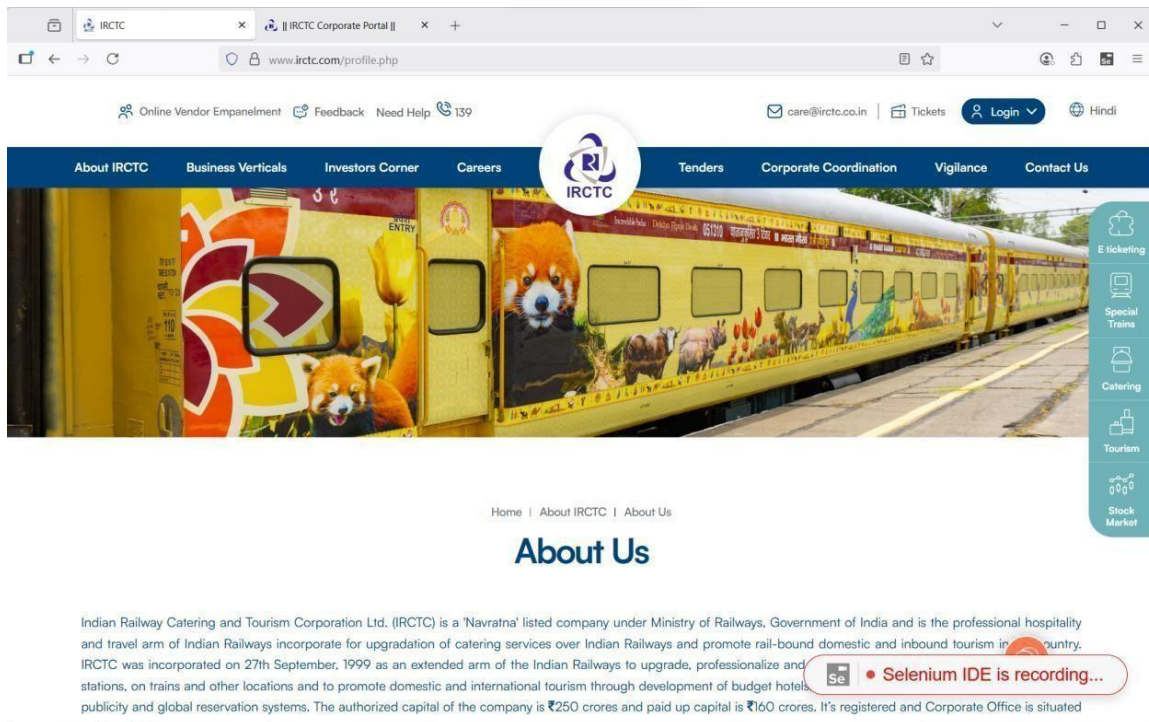 IRCTC
|| IRCTC Corporate Portal ||
www.irctc.com/profile.php
Online Vendor Empanelment Feedback Need Help 139
care@irctc.co.in | Tickets Login Hindi
About IRCTC Business Verticals Investors Corner Careers
IRCTC
Tenders Corporate Coordination Vigilance Contact Us
ENTRY
051310
110
E ticketing
Special
Trains
Catering
Tourism
Stock
Market
Home | About IRCTC | About Us
About Us
Indian Railway Catering and Tourism Corporation Ltd. (IRCTC) is a 'Navratna' listed company under Ministry of Railways, Government of India and is the professional hospitality
and travel arm of Indian Railways incorporate for upgradation of catering services over Indian Railways and promote rail-bound domestic and inbound tourism in
IRCTC was incorporated on 27th September, 1999 as an extended arm of the Indian Railways to upgrade, professionalize and
stations, on trains and other locations and to promote domestic and international tourism through development of budget hotels
publicity and global reservation systems. The authorized capital of the company is ₹250 crores and paid up capital is ₹160 crores. It's registered and Corporate Office is situated
Se Selenium IDE is recording...